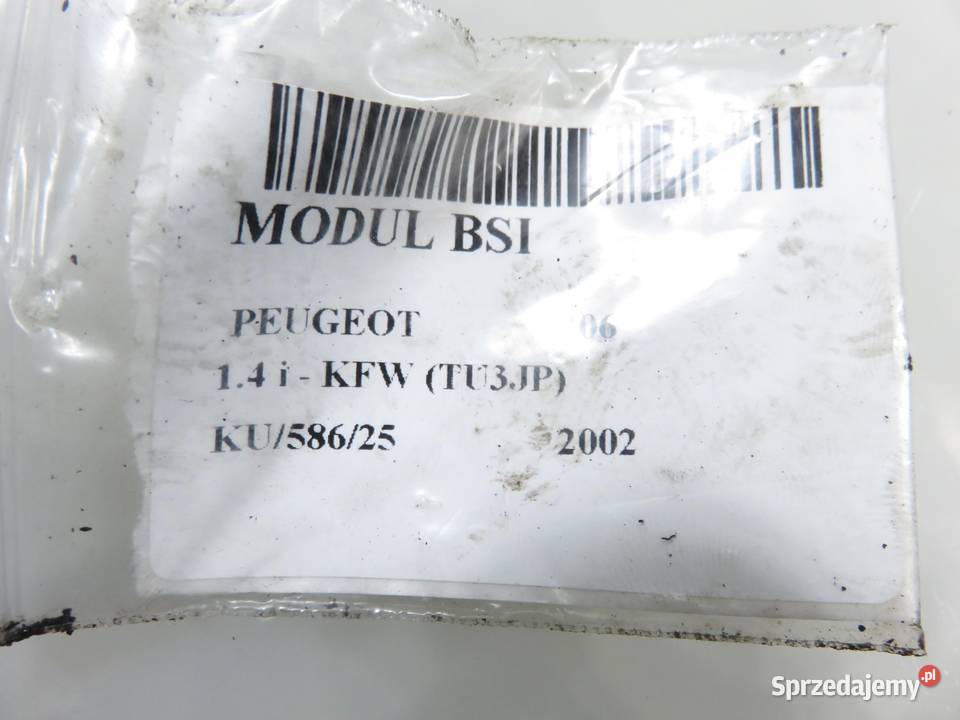 MODUL BSI
PEUGEOT 06
1.4 i - KFW (TU3JP)
KU/586/25 2002
Sprzedajemy.pl